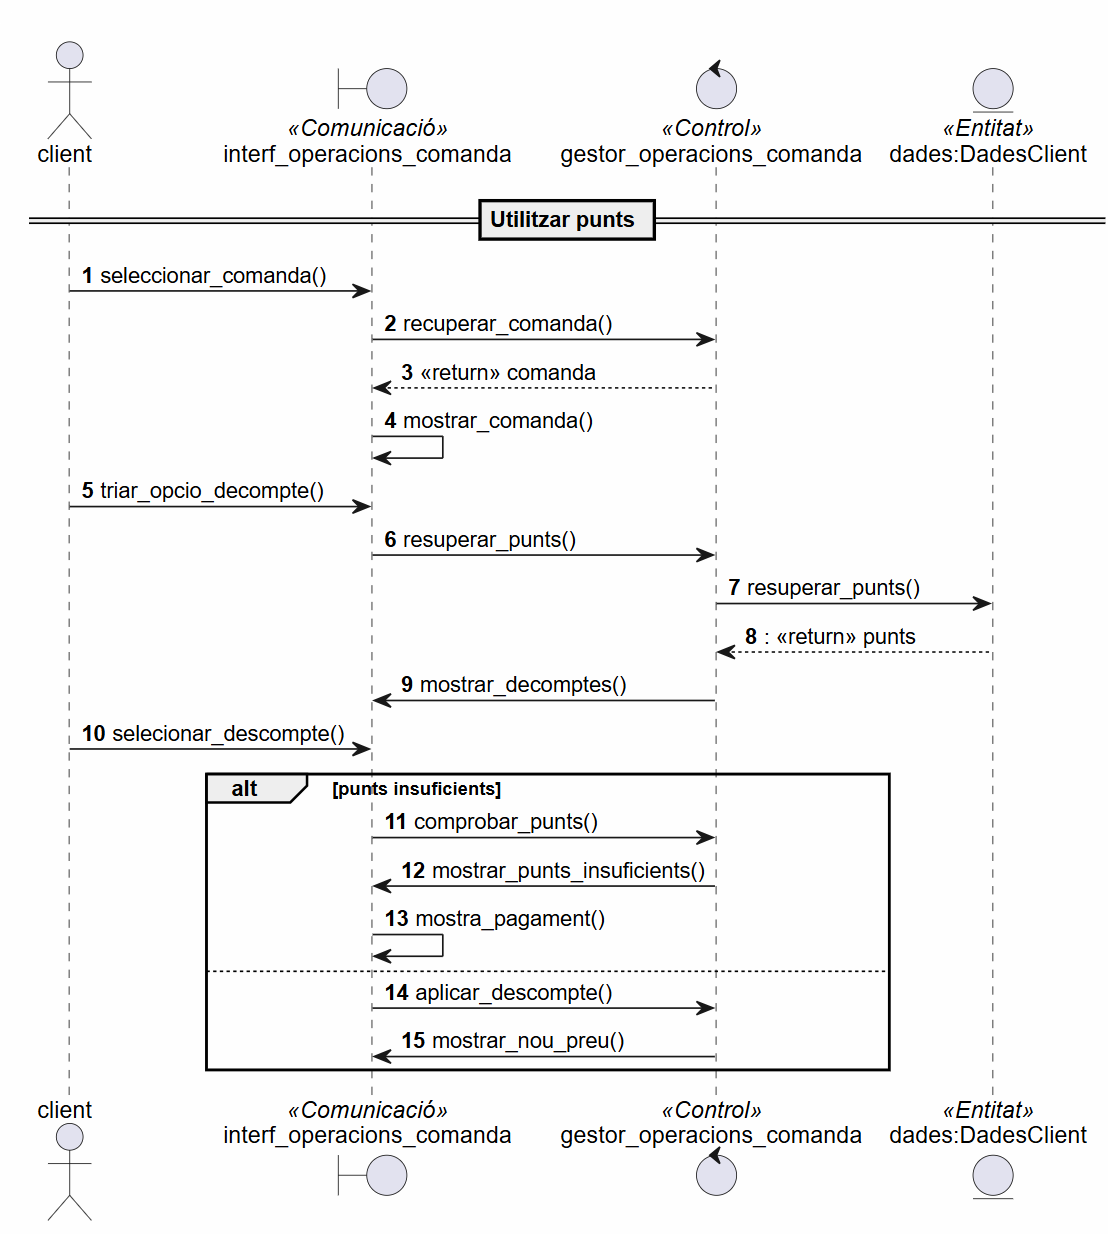 «Comunicació» «Control» «Entitat»
client interf_operacions_comanda gestor_operacions_comanda dades:DadesClient
Utilitzar punts
1 seleccionar_comanda()
2 recuperar_comanda()
3 «return» comanda
4 mostrar_comanda()
5 triar_opcio_decompte()
6 resuperar_punts()
7 resuperar_punts()
8 : «return» punts
9 mostrar_decomptes()
10 selecionar_descompte()
alt [punts insuficients]
11 comprobar_punts()
12 mostrar_punts_insuficients()
13 mostra_pagament()
14 aplicar_descompte()
15 mostrar_nou_preu()
client «Comunicació» «Control» «Entitat»
interf_operacions_comanda gestor_operacions_comanda dades:DadesClient